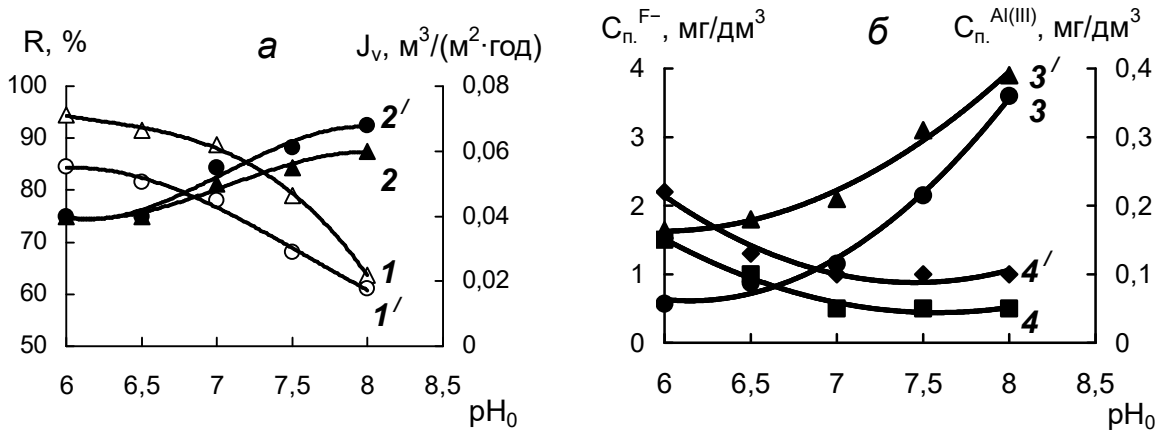 R, %
а
Jᵥ, м³/(м²·год)
100
90
80
70
60
50
0,08
0,06
0,04
0,02
0
2′
2
1
1′
6 6,5 7 7,5 8 8,5
pH₀
Cп.F−, мг/дм³
б
Cп.Al(III), мг/дм³
4
3
2
1
0
0,4
0,3
0,2
0,1
0
3′
3
4′
4
6 6,5 7 7,5 8 8,5
pH₀